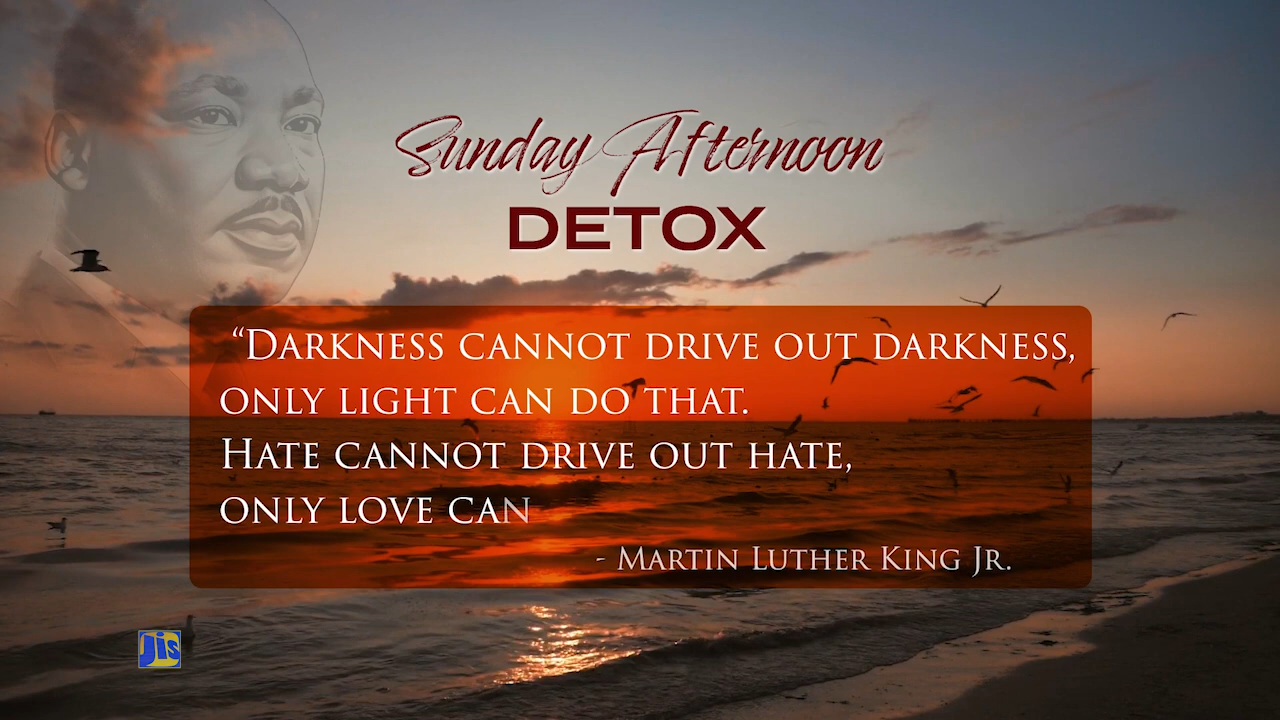 Sunday Afternoon
DETOX
“Darkness cannot drive out darkness,
only light can do that.
Hate cannot drive out hate,
only love can
- Martin Luther King Jr.
Jis